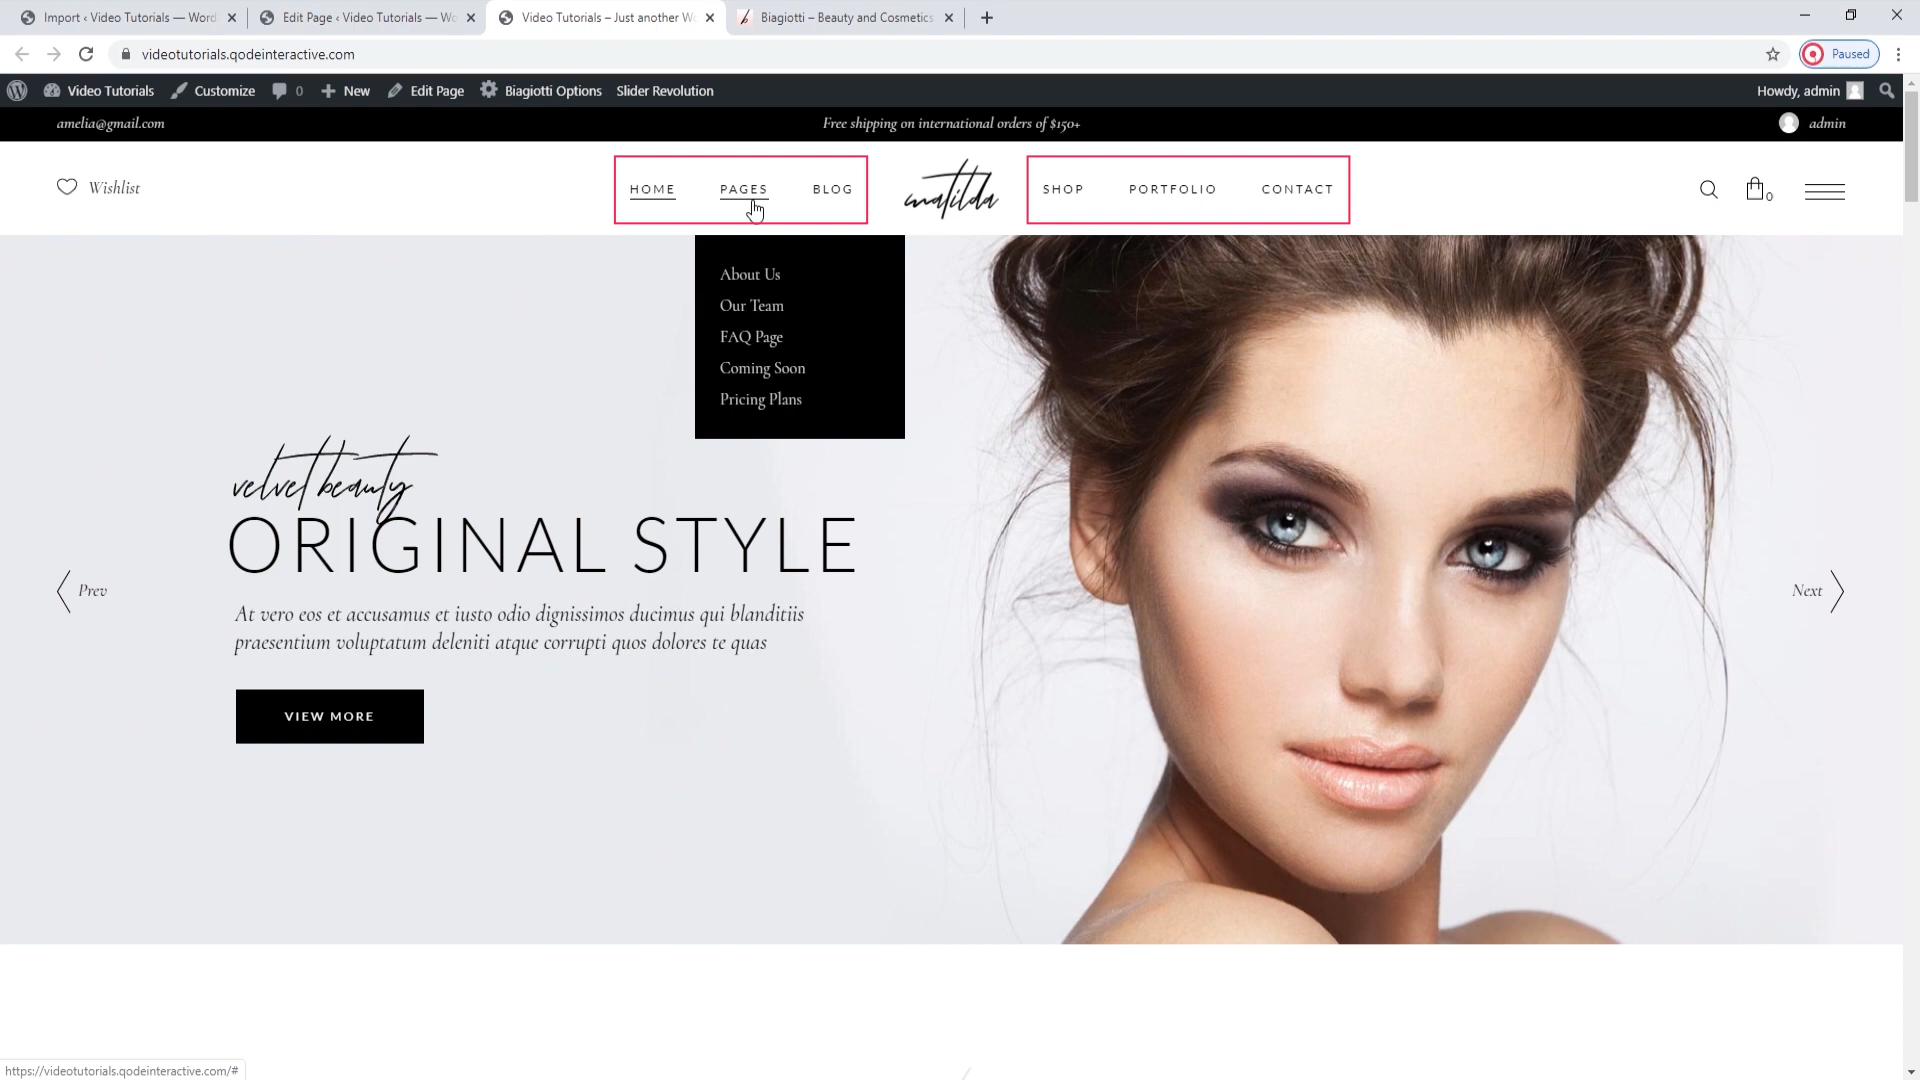 Import ‹ Video Tutorials — Word
Edit Page ‹ Video Tutorials — Wo
Video Tutorials – Just another Wo
Biagiotti – Beauty and Cosmetics
videotutorials.qodeinteractive.com
Paused
Video Tutorials
Customize
0
New
Edit Page
Biagiotti Options
Slider Revolution
Howdy, admin
amelia@gmail.com
Free shipping on international orders of $150+
admin
Wishlist
HOME
PAGES
BLOG
matilda
SHOP
PORTFOLIO
CONTACT
0
About Us
Our Team
FAQ Page
Coming Soon
Pricing Plans
velvet beauty
ORIGINAL STYLE
At vero eos et accusamus et iusto odio dignissimos ducimus qui blanditiis
praesentium voluptatum deleniti atque corrupti quos dolores te quas
Prev
Next
VIEW MORE
https://videotutorials.qodeinteractive.com/#